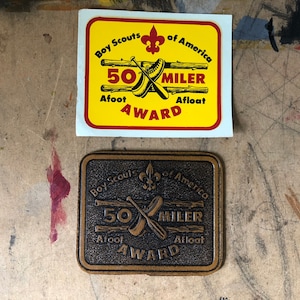 Boy Scouts of America
50 MILER
Afoot Afloat
AWARD
Boy Scouts of America
50 MILER
Afoot Afloat
AWARD